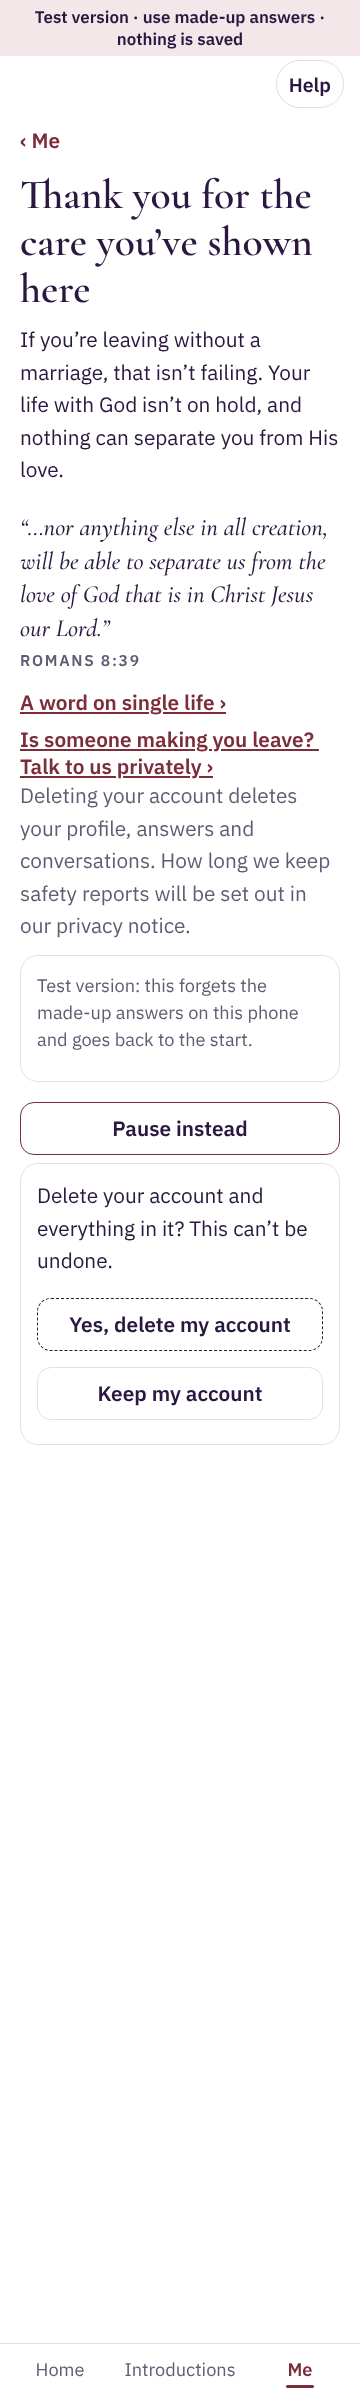 Test version · use made-up answers ·
nothing is saved
Help
‹ Me
Thank you for the
care you’ve shown
here
If you’re leaving without a
marriage, that isn’t failing. Your
life with God isn’t on hold, and
nothing can separate you from His
love.
“…nor anything else in all creation,
will be able to separate us from the
love of God that is in Christ Jesus
our Lord.”
ROMANS 8:39
A word on single life ›
Is someone making you leave?
Talk to us privately ›
Deleting your account deletes
your profile, answers and
conversations. How long we keep
safety reports will be set out in
our privacy notice.
Test version: this forgets the
made-up answers on this phone
and goes back to the start.
Pause instead
Delete your account and
everything in it? This can’t be
undone.
Yes, delete my account
Keep my account
Home Introductions Me